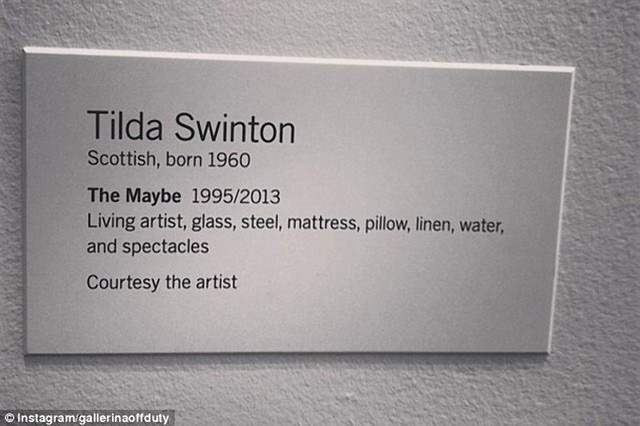 Tilda Swinton
Scottish, born 1960
The Maybe 1995/2013
Living artist, glass, steel, mattress, pillow, linen, water,
and spectacles
Courtesy the artist
© Instagram/gallerinaoffduty